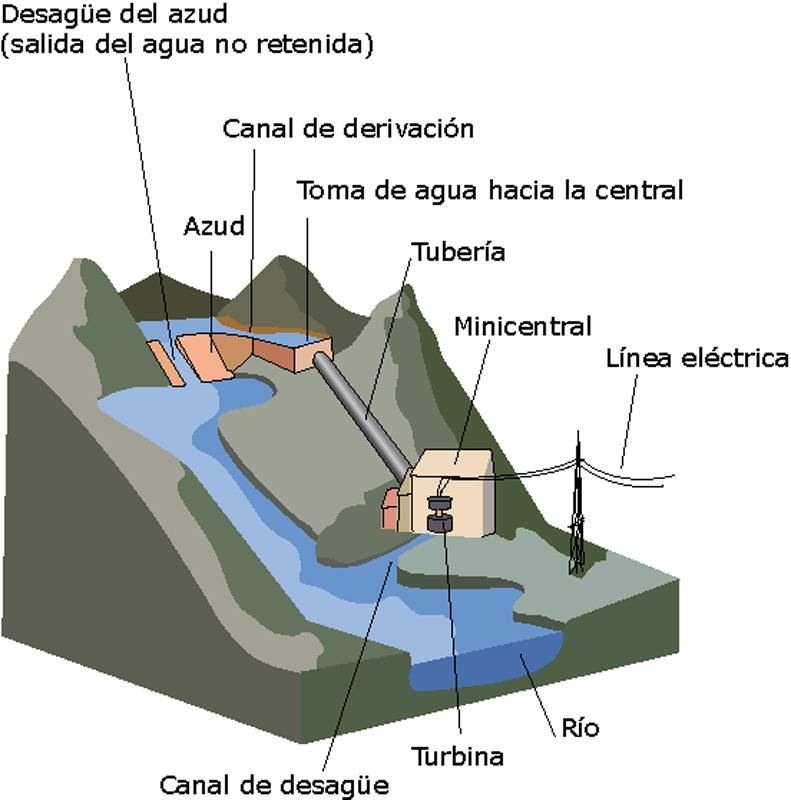 Desagüe del azud
(salida del agua no retenida)
Canal de derivación
Toma de agua hacia la central
Azud
Tubería
Minicentral
Línea eléctrica
Río
Turbina
Canal de desagüe